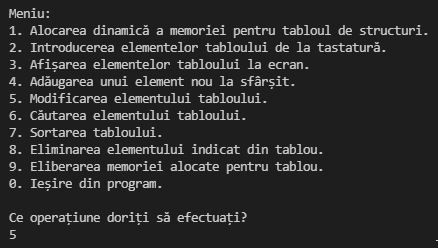 Meniu:
1. Alocarea dinamică a memoriei pentru tabloul de structuri.
2. Introducerea elementelor tabloului de la tastatură.
3. Afișarea elementelor tabloului la ecran.
4. Adăugarea unui element nou la sfârșit.
5. Modificarea elementului tabloului.
6. Căutarea elementului tabloului.
7. Sortarea tabloului.
8. Eliminarea elementului indicat din tablou.
9. Eliberarea memoriei alocate pentru tablou.
0. Ieșire din program.
Ce operațiune doriți să efectuați?
5